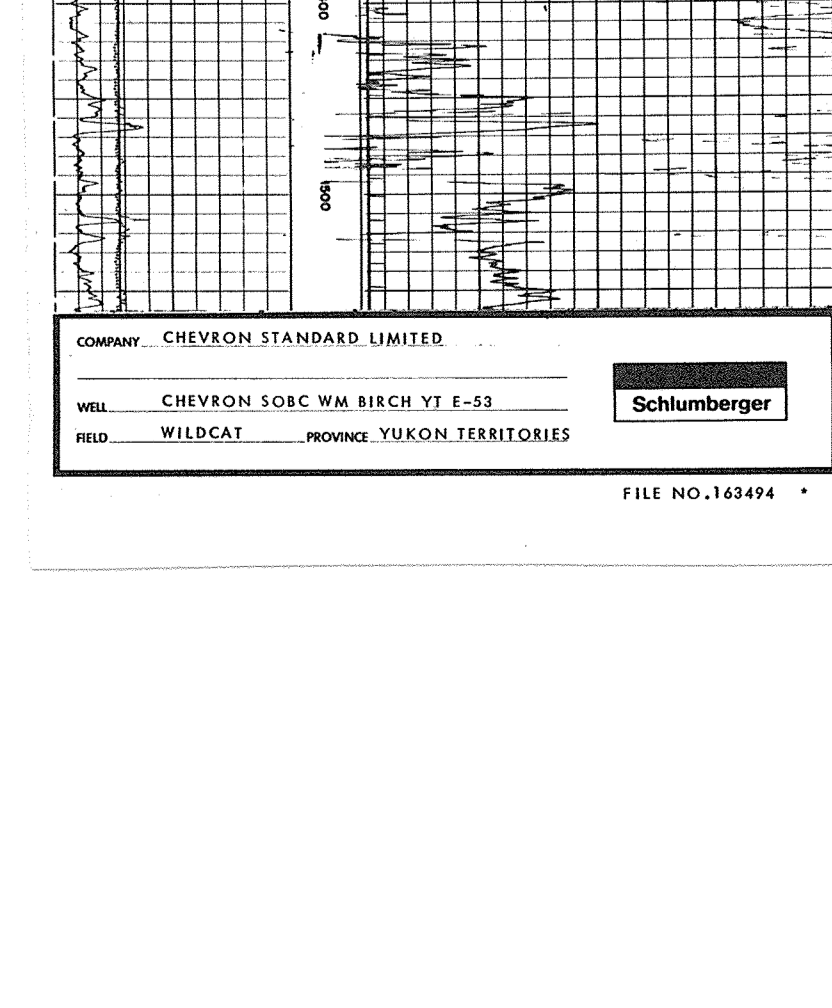 1500
COMPANY CHEVRON STANDARD LIMITED
WELL CHEVRON SOBC WM BIRCH YT E-53
Schlumberger
FIELD WILDCAT PROVINCE YUKON TERRITORIES
FILE NO.163494 *